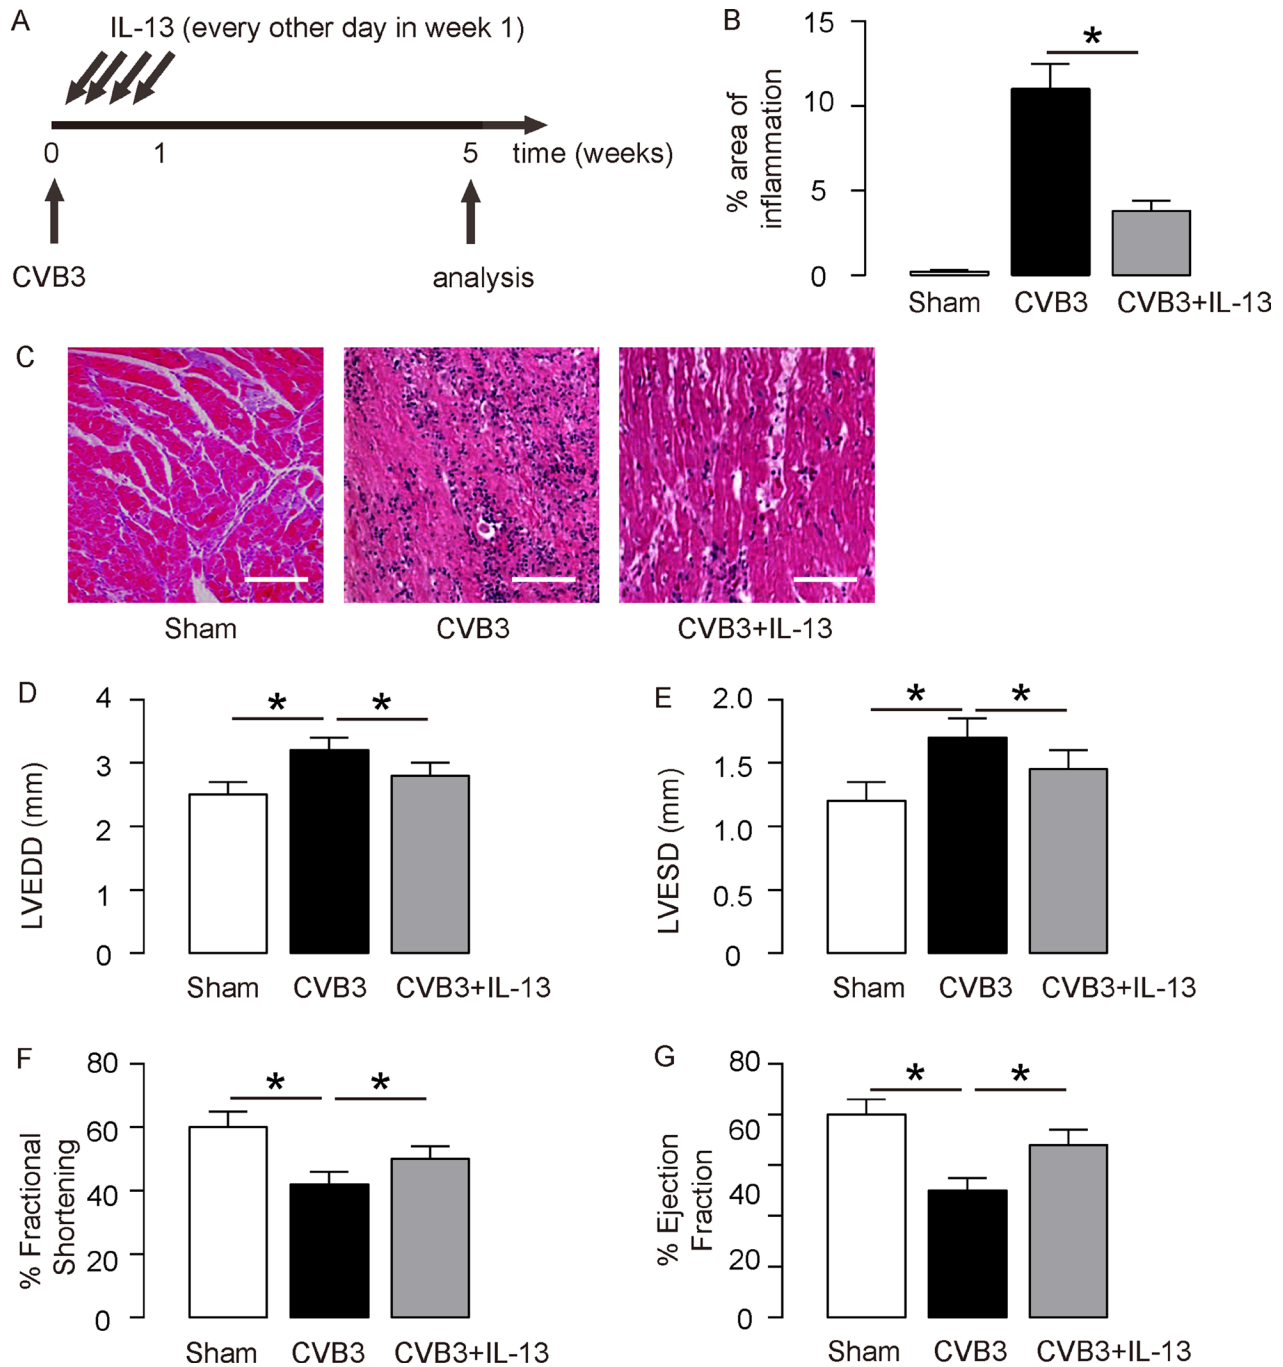 A
IL-13 (every other day in week 1)
0
1
5
time (weeks)
CVB3
analysis
B
% area of
inflammation
15
10
5
0
*
Sham
CVB3
CVB3+IL-13
C
Sham
CVB3
CVB3+IL-13
D
LVEDD (mm)
4
3
2
1
0
*
*
Sham
CVB3
CVB3+IL-13
E
LVESD (mm)
2.0
1.5
1.0
0.5
0
*
*
Sham
CVB3
CVB3+IL-13
F
% Fractional
Shortening
80
60
40
20
0
*
*
Sham
CVB3
CVB3+IL-13
G
% Ejection
Fraction
80
60
40
20
0
*
*
Sham
CVB3
CVB3+IL-13